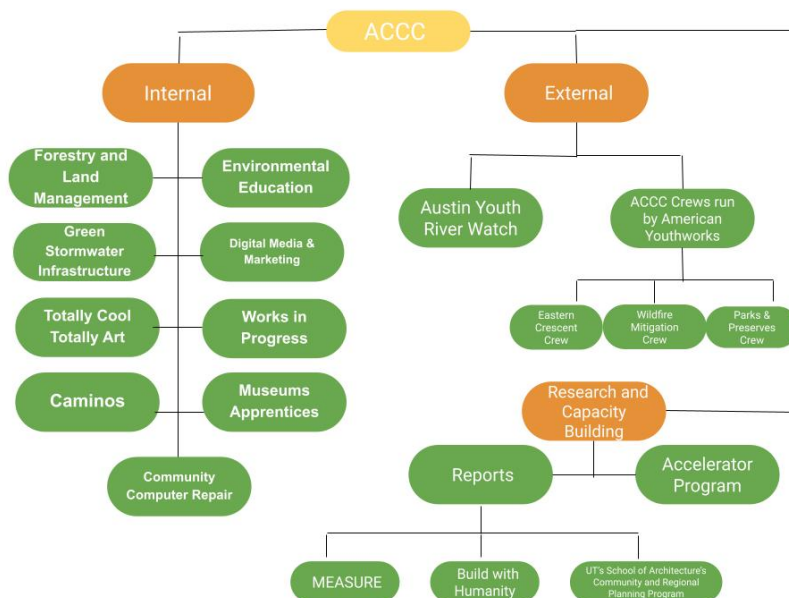 ACCC
Internal
External
Forestry and
Land
Management
Environmental
Education
Green
Stormwater
Infrastructure
Digital Media &
Marketing
Totally Cool
Totally Art
Works in
Progress
Caminos
Museums
Apprentices
Community
Computer Repair
Austin Youth
River Watch
ACCC Crews run
by American
Youthworks
Eastern
Crescent
Crew
Wildfire
Mitigation
Crew
Parks &
Preserves
Crew
Research and
Capacity
Building
Reports
Accelerator
Program
MEASURE
Build with
Humanity
UT's School of Architecture's
Community and Regional
Planning Program